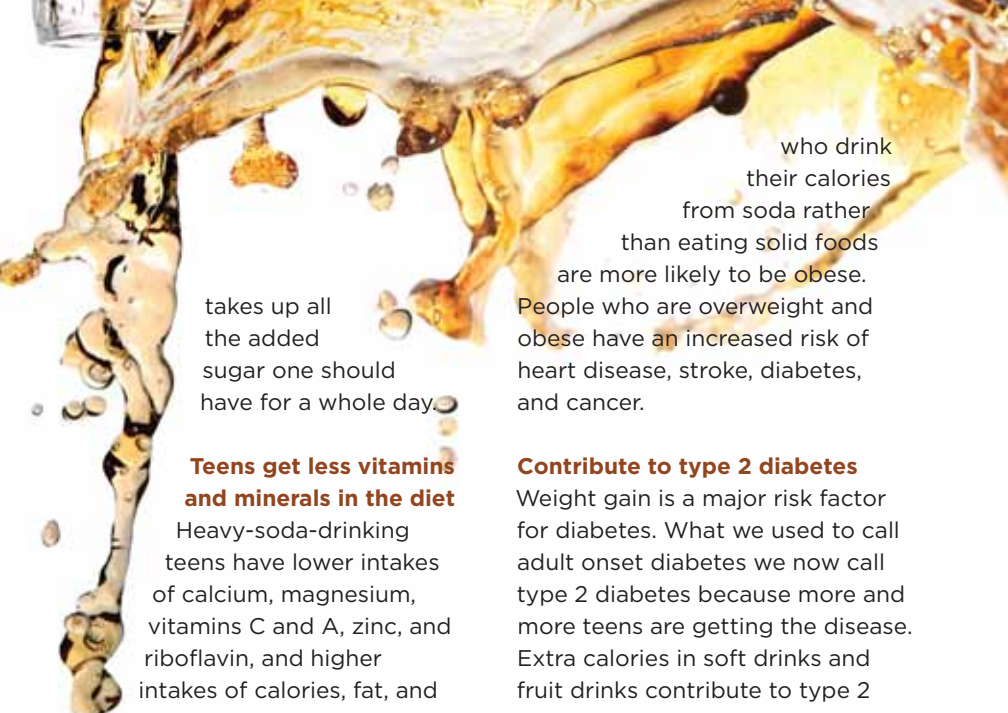 takes up all
the added
sugar one should
have for a whole day.
Teens get less vitamins
and minerals in the diet
Heavy-soda-drinking
teens have lower intakes
of calcium, magnesium,
vitamins C and A, zinc, and
riboflavin, and higher
intakes of calories, fat, and
who drink
their calories
from soda rather
than eating solid foods
are more likely to be obese.
People who are overweight and
obese have an increased risk of
heart disease, stroke, diabetes,
and cancer.
Contribute to type 2 diabetes
Weight gain is a major risk factor
for diabetes. What we used to call
adult onset diabetes we now call
type 2 diabetes because more and
more teens are getting the disease.
Extra calories in soft drinks and
fruit drinks contribute to type 2